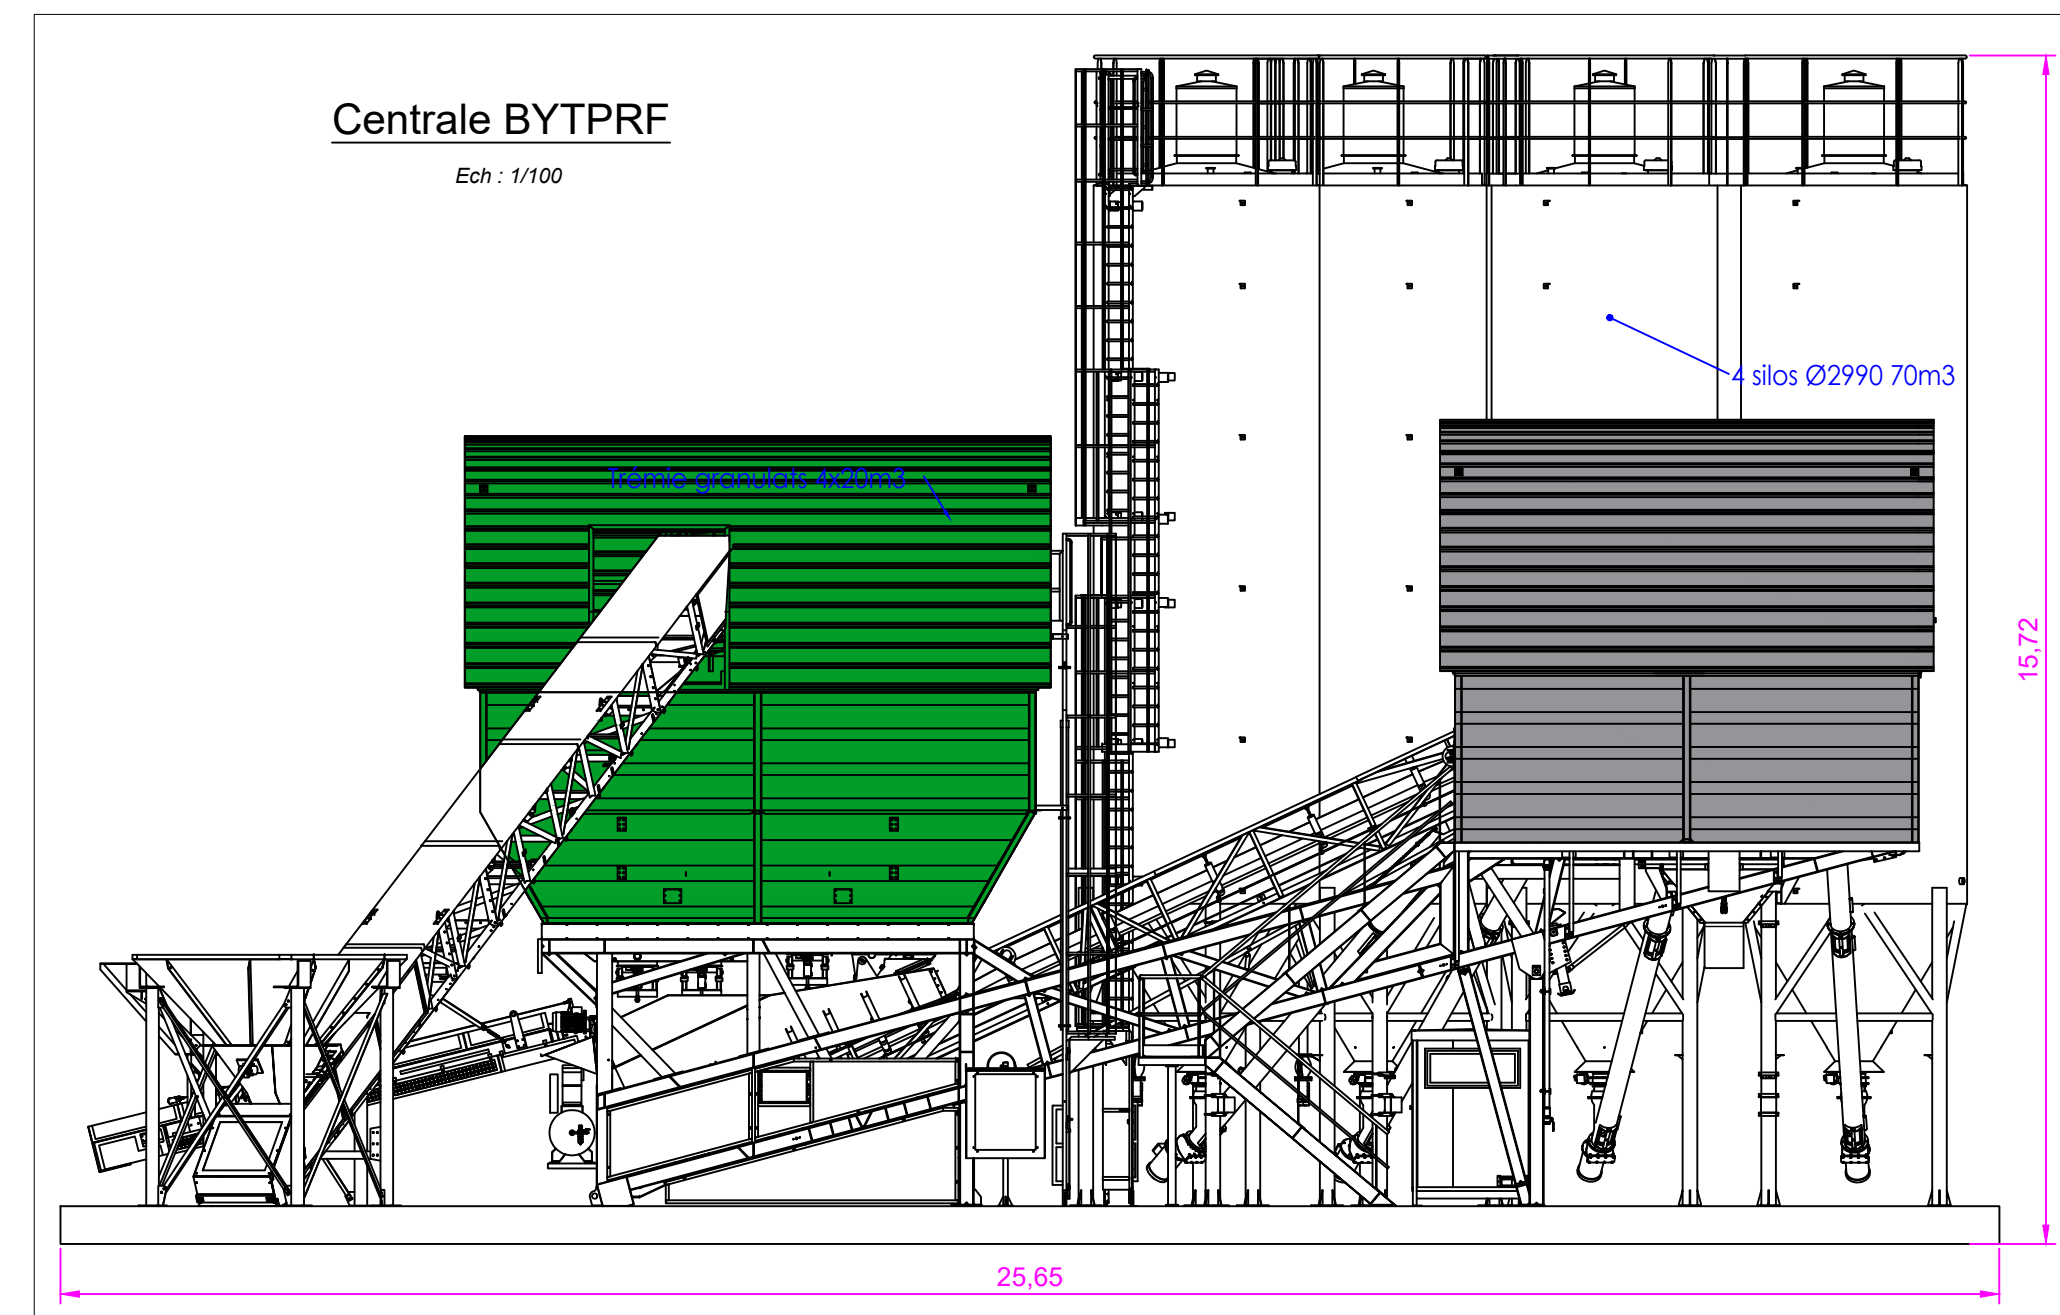 Centrale BYTPRF
Ech : 1/100
4 silos Ø2990 70m3
Trémie granulats 4x20m3
15,72
25,65